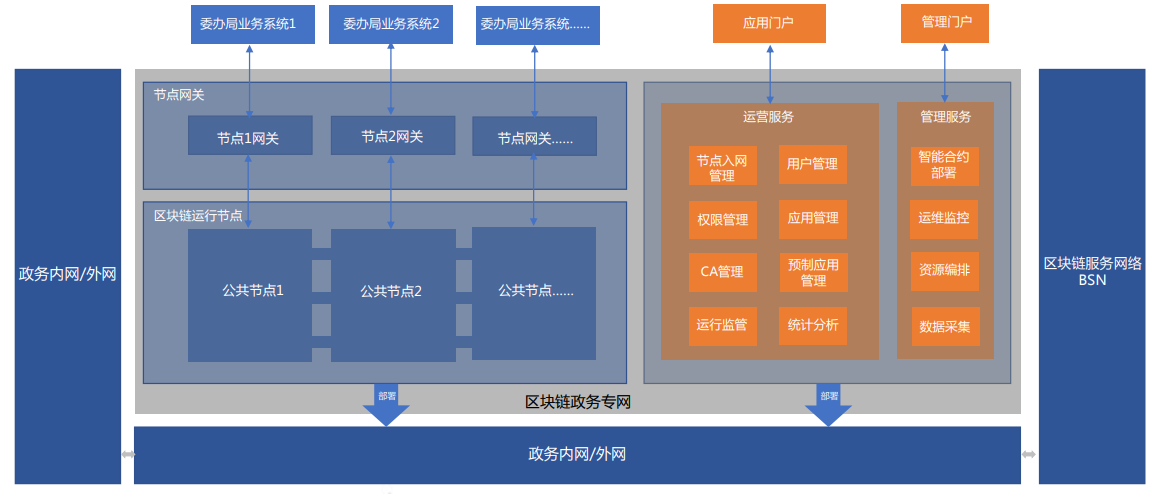 委办局业务系统1
委办局业务系统2
委办局业务系统……
应用门户
管理门户
节点网关
节点1网关
节点2网关
节点网关……
区块链运行节点
公共节点1
公共节点2
公共节点……
运营服务
节点入网
管理
用户管理
权限管理
应用管理
CA管理
预制应用
管理
运行监管
统计分析
管理服务
智能合约
部署
运维监控
资源编排
数据采集
政务内网/外网
区块链服务网络
BSN
部署
区块链政务专网
部署
政务内网/外网